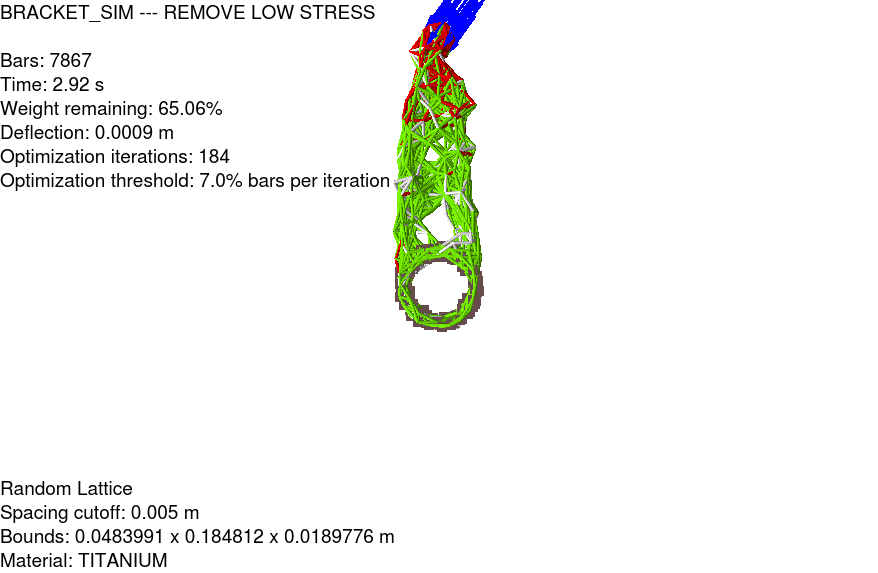 BRACKET_SIM --- REMOVE LOW STRESS
Bars: 7867
Time: 2.92 s
Weight remaining: 65.06%
Deflection: 0.0009 m
Optimization iterations: 184
Optimization threshold: 7.0% bars per iteration
Random Lattice
Spacing cutoff: 0.005 m
Bounds: 0.0483991 x 0.184812 x 0.0189776 m
Material: TITANIUM